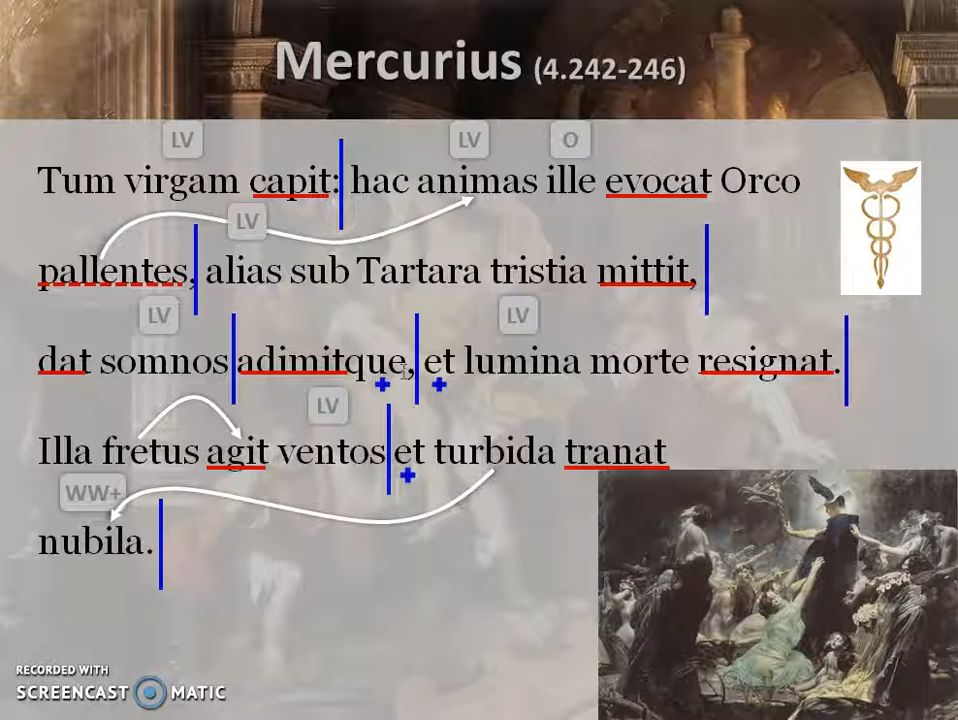 Mercurius (4.242-246)
LV LV O
Tum virgam capit: hac animas ille evocat Orco
LV
pallentes, alias sub Tartara tristia mittit,
LV LV
dat somnos adimitque, et lumina morte resignat.
LV
Illa fretus agit ventos et turbida tranat
WW+
nubila.
RECORDED WITH
SCREENCAST MATIC